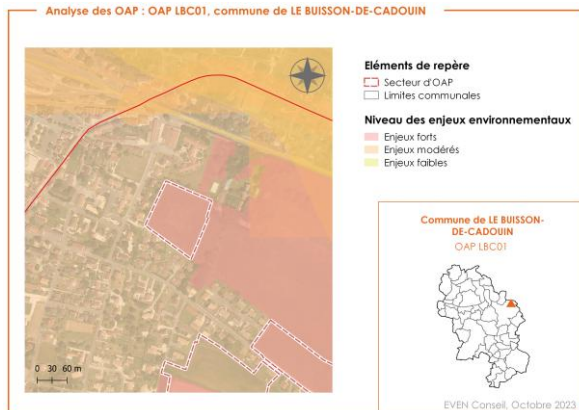 Analyse des OAP : OAP LBC01, commune de LE BUISSON-DE-CADOUIN
Eléments de repère
Secteur d'OAP
Limites communales
Niveau des enjeux environnementaux
Enjeux forts
Enjeux modérés
Enjeux faibles
Commune de LE BUISSON-
DE-CADOUIN
OAP LBC01
0 30 60 m
EVEN Conseil, Octobre 2023